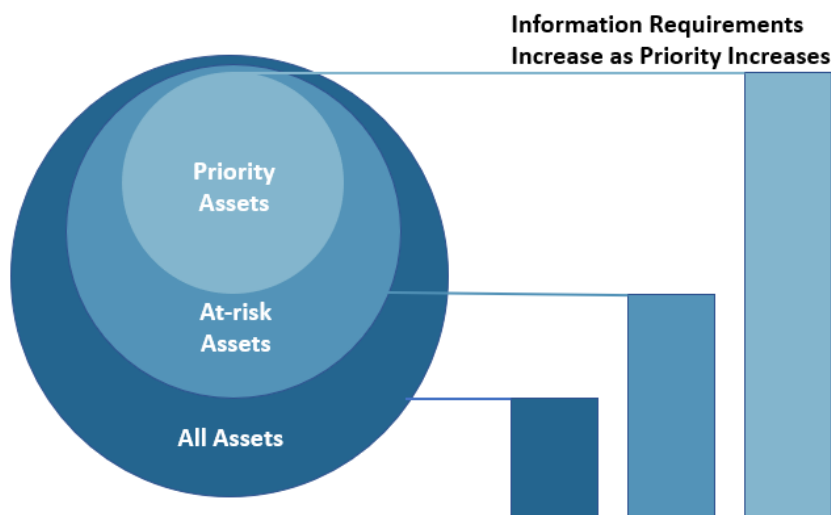 Information Requirements
Increase as Priority Increases
Priority
Assets
At-risk
Assets
All Assets